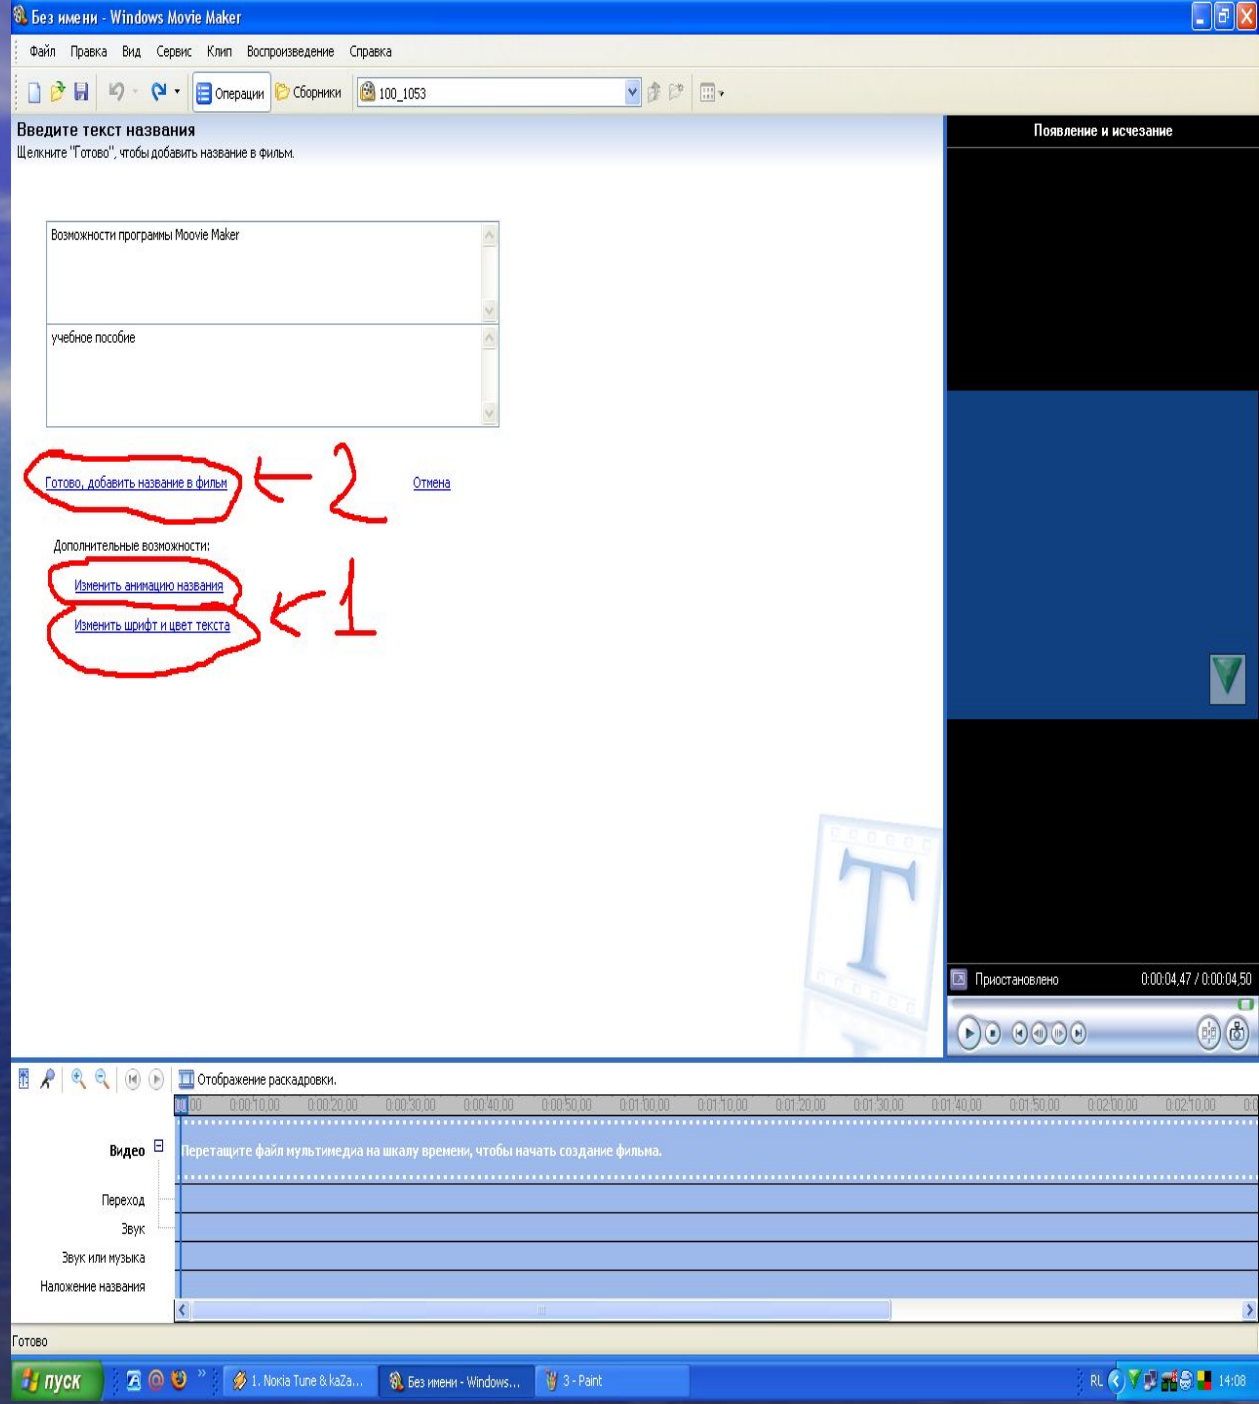 Без имени - Windows Movie Maker
Файл Правка Вид Сервис Клип Воспроизведение Справка
Операции Сборники 100_1053
Введите текст названия
Щелкните "Готово", чтобы добавить название в фильм.
Появление и исчезание
Возможности программы Moovie Maker
учебное пособие
Готово, добавить название в фильм
2
Отмена
Дополнительные возможности:
Изменить анимацию названия
1
Изменить шрифт и цвет текста
T
Приостановлено 0:00:04,47 / 0:00:04,50
Отображение раскадровки.
0:00:10,00 0:00:20,00 0:00:30,00 0:00:40,00 0:00:50,00 0:01:00,00 0:01:10,00 0:01:20,00 0:01:30,00 0:01:40,00 0:01:50,00 0:02:00,00 0:02:10,00
Видео
Перетащите файл мультимедиа на шкалу времени, чтобы начать создание фильма.
Переход
Звук
Звук или музыка
Наложение названия
Готово
пуск 1. Nokia Tune & kaZa... Без имени - Windows... 3 - Paint RL 14:08